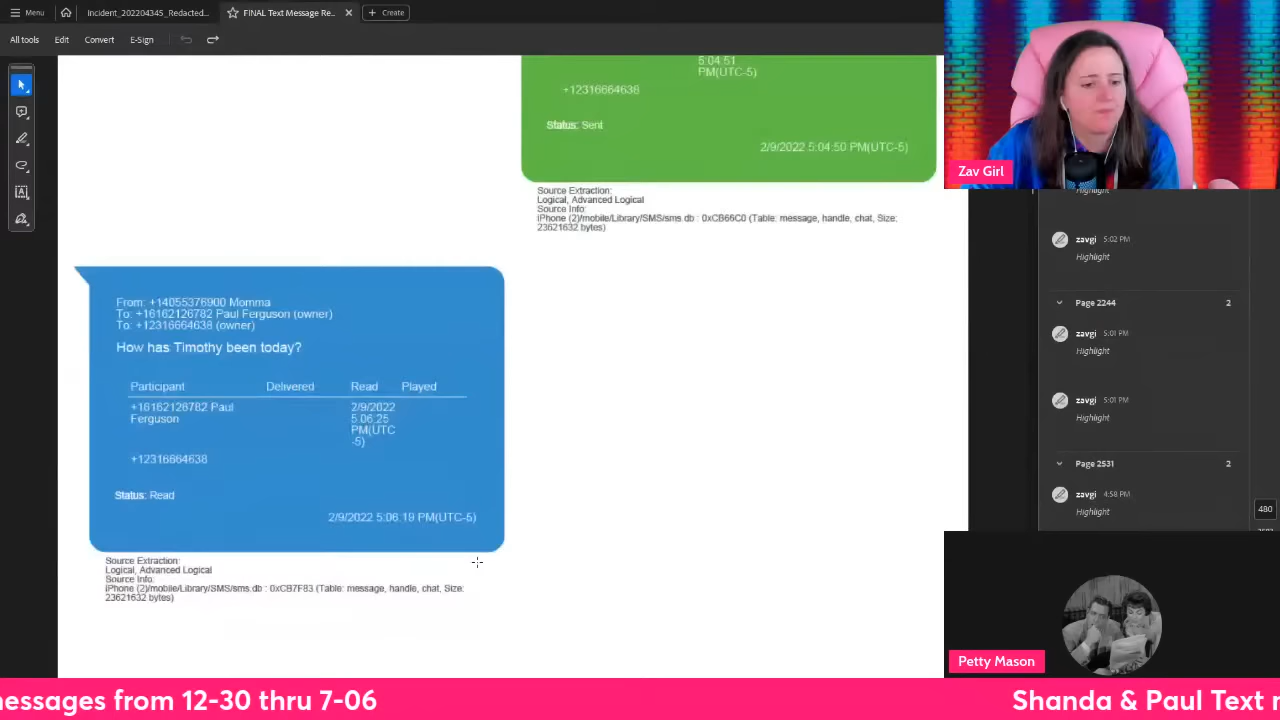 Menu
Incident_202204345_Redacted...
FINAL Text Message Re...
Create
All tools
Edit
Convert
E-Sign
5:04:51
PM(UTC-5)
+12316664638
Status: Sent
2/9/2022 5:04:50 PM(UTC-5)
Source Extraction:
Logical, Advanced Logical
Source Info:
iPhone (2)/mobile/Library/SMS/sms.db : 0xCB66C0 (Table: message, handle, chat, Size:
23621632 bytes)
From: +14055376900 Momma
To: +16162126782 Paul Ferguson (owner)
To: +12316664638 (owner)
How has Timothy been today?
Participant Delivered Read Played
+16162126782 Paul
Ferguson
2/9/2022
5:06:25
PM(UTC
-5)
+12316664638
Status: Read
2/9/2022 5:06:19 PM(UTC-5)
Source Extraction:
Logical, Advanced Logical
Source Info:
iPhone (2)/mobile/Library/SMS/sms.db : 0xCB7F83 (Table: message, handle, chat, Size:
23621632 bytes)
Zav Girl
Highlight
zavgi 5:02 PM
Highlight
Page 2244 2
zavgi 5:01 PM
Highlight
zavgi 5:01 PM
Highlight
Page 2531 2
zavgi 4:58 PM
Highlight
480
Petty Mason
essages from 12-30 thru 7-06
Shanda & Paul Text